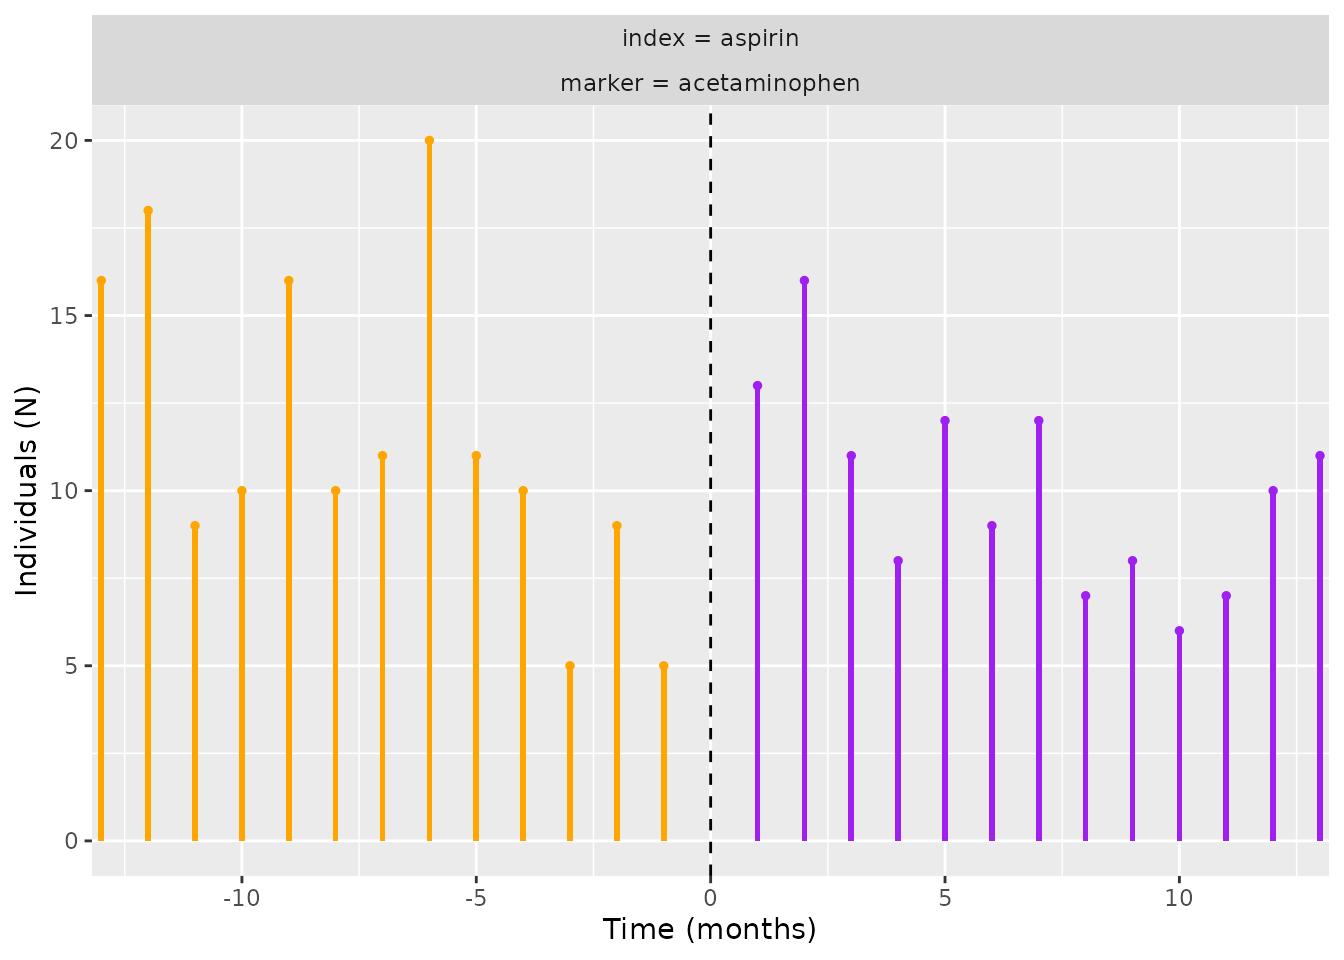 index = aspirin
marker = acetaminophen
20
15
10
5
0
Individuals (N)
-10 -5 0 5 10
Time (months)